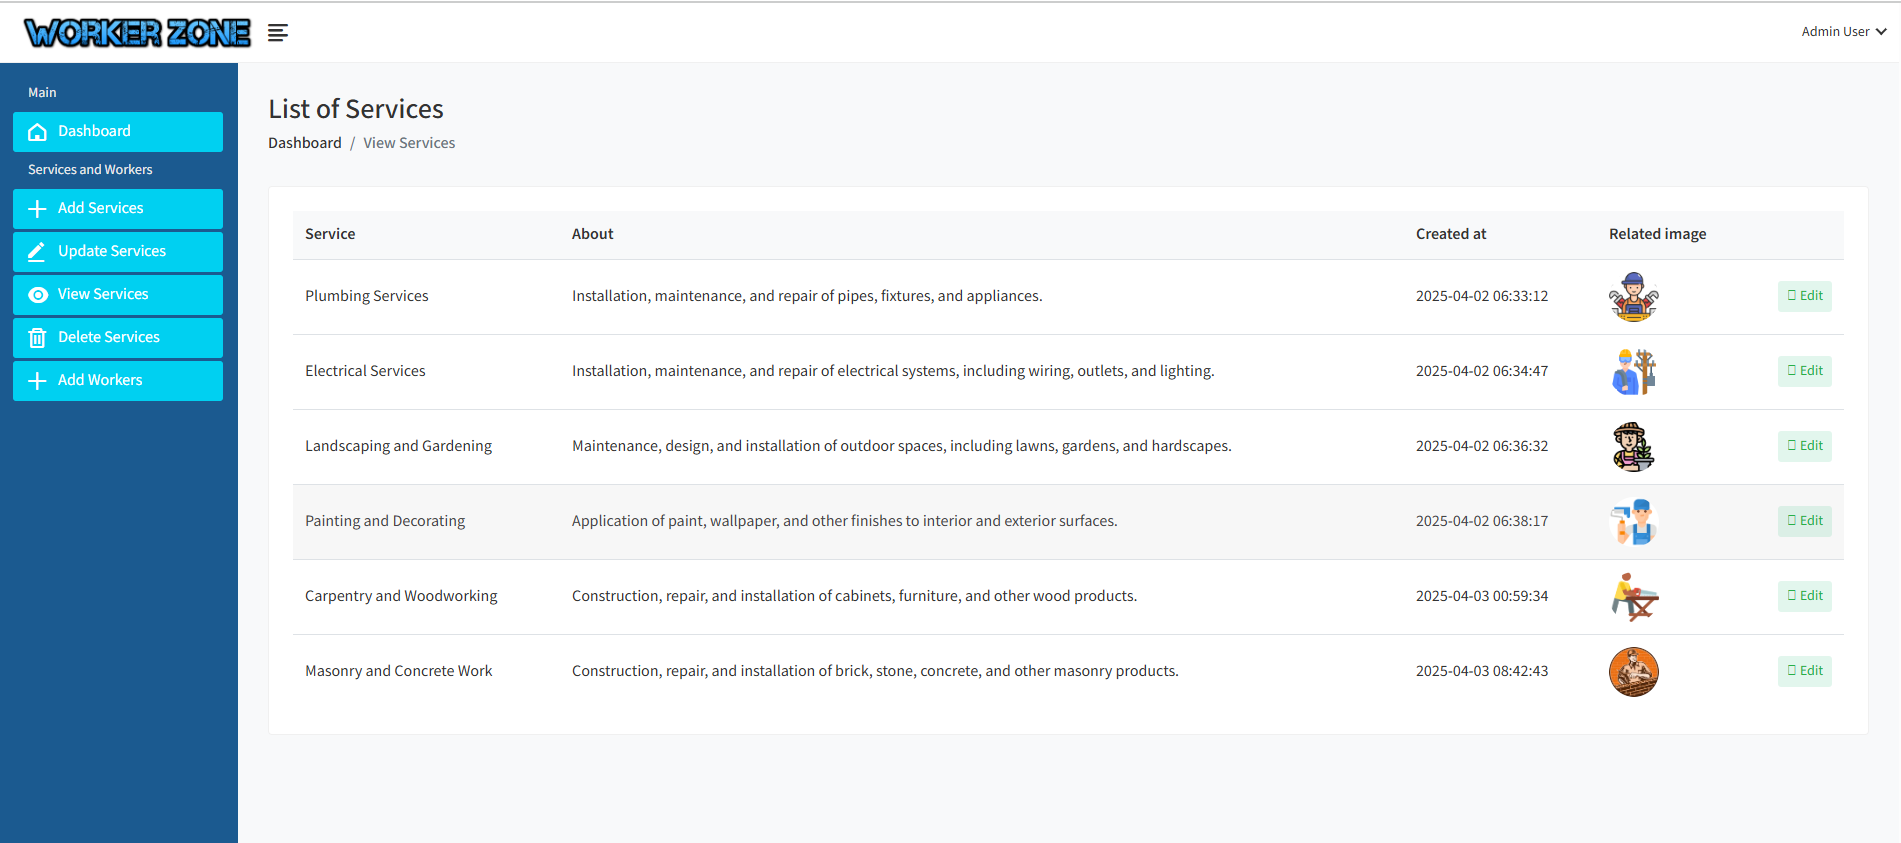 WORKER ZONE
Admin User
Main
Dashboard
Services and Workers
Add Services
Update Services
View Services
Delete Services
Add Workers
List of Services
Dashboard / View Services
Service About Created at Related image
Plumbing Services Installation, maintenance, and repair of pipes, fixtures, and appliances. 2025-04-02 06:33:12 Edit
Electrical Services Installation, maintenance, and repair of electrical systems, including wiring, outlets, and lighting. 2025-04-02 06:34:47 Edit
Landscaping and Gardening Maintenance, design, and installation of outdoor spaces, including lawns, gardens, and hardscapes. 2025-04-02 06:36:32 Edit
Painting and Decorating Application of paint, wallpaper, and other finishes to interior and exterior surfaces. 2025-04-02 06:38:17 Edit
Carpentry and Woodworking Construction, repair, and installation of cabinets, furniture, and other wood products. 2025-04-03 00:59:34 Edit
Masonry and Concrete Work Construction, repair, and installation of brick, stone, concrete, and other masonry products. 2025-04-03 08:42:43 Edit